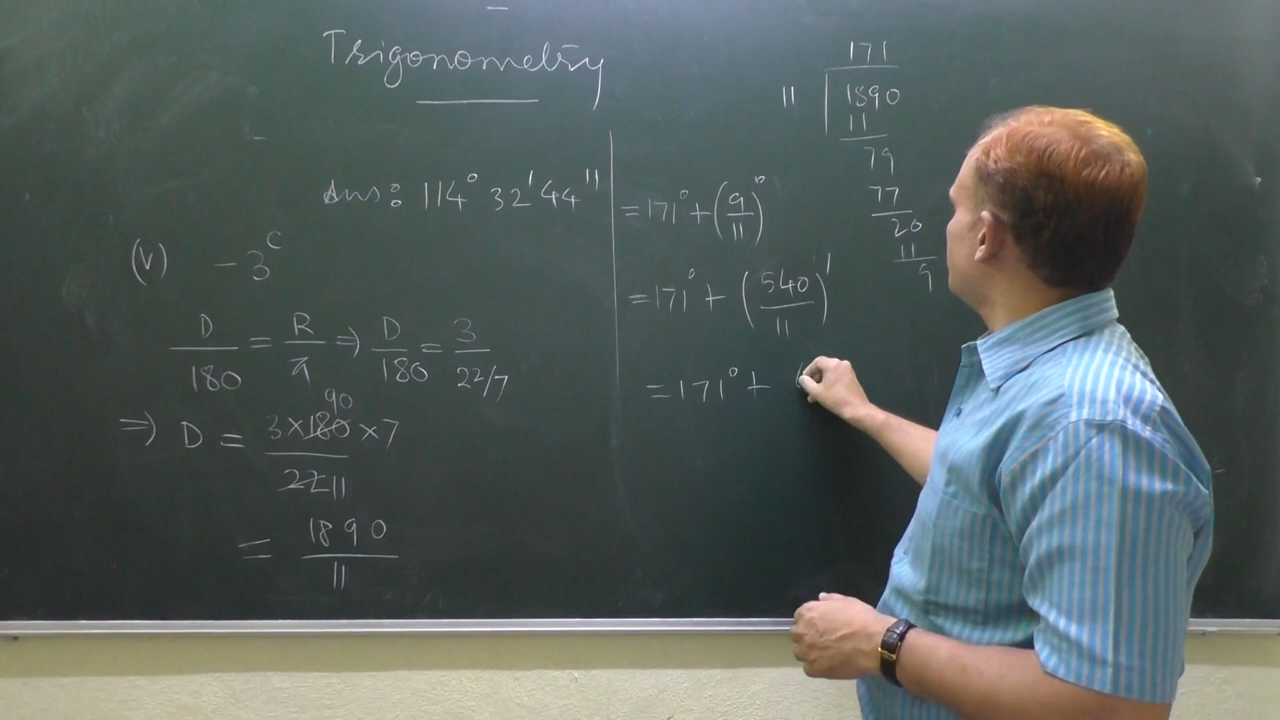 Trigonometry
Ans: 114° 32' 44"
(v) -3^c
D/180 = R/π ⇒ D/180 = 3/(22/7)
90
⇒ D = 3×180×7
22 11
= 1890/11
= 171° + (9/11)°
= 171° + (540/11)'
= 171° +
171
11 1890
11
79
77
20
11
9